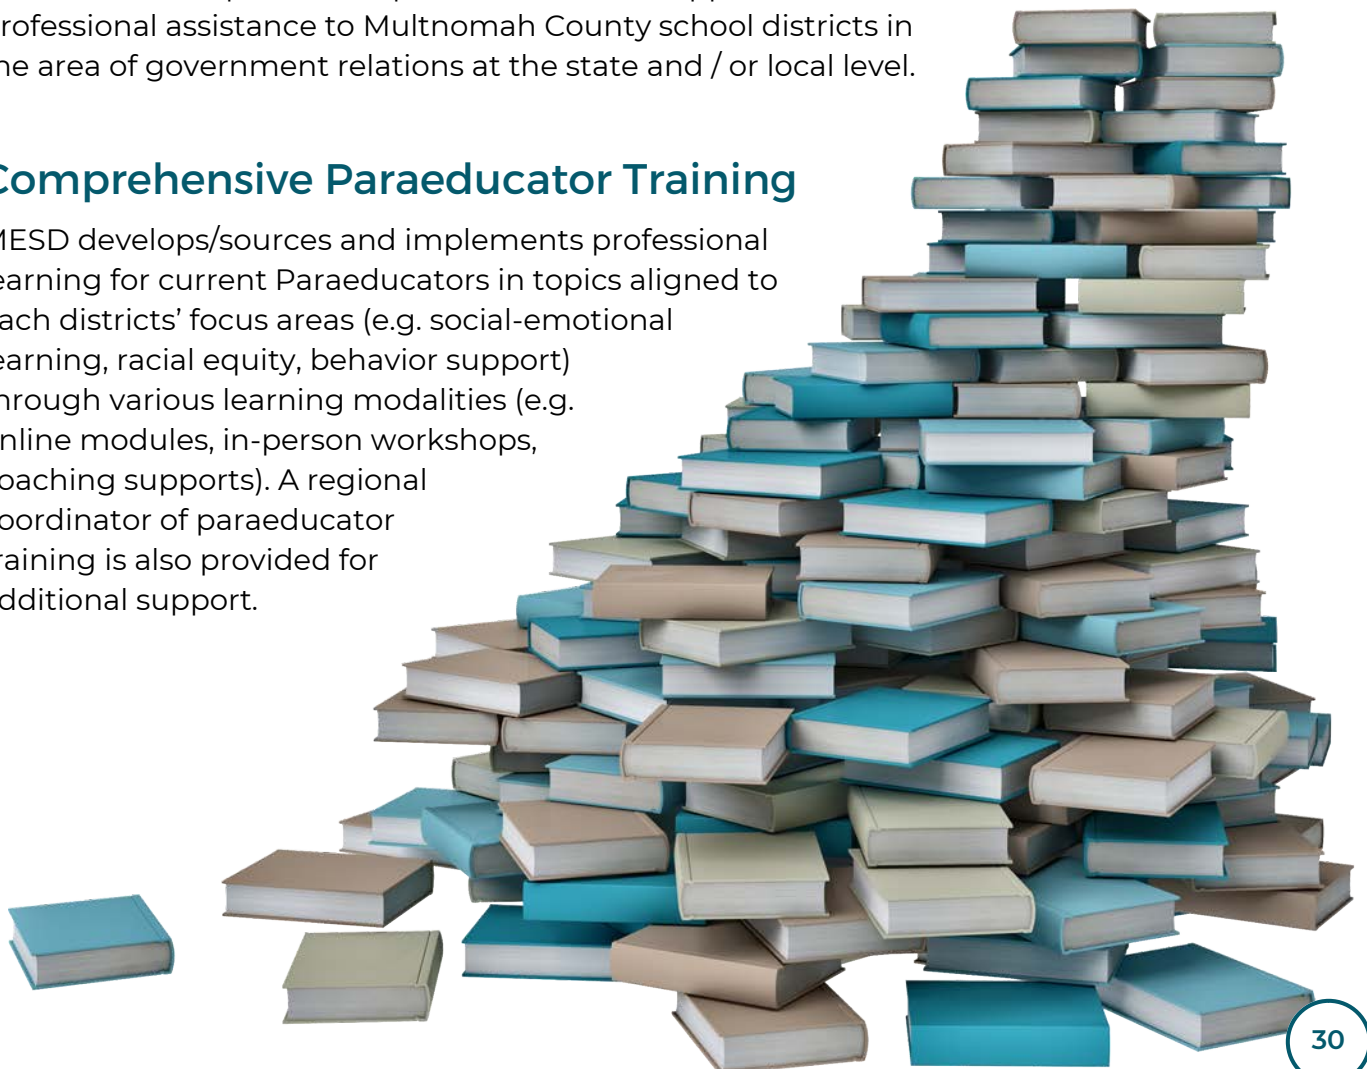 rofessional assistance to Multnomah County school districts in
he area of government relations at the state and / or local level.
Comprehensive Paraeducator Training
MESD develops/sources and implements professional
earning for current Paraeducators in topics aligned to
ach districts’ focus areas (e.g. social-emotional
earning, racial equity, behavior support)
hrough various learning modalities (e.g.
nline modules, in-person workshops,
oaching supports). A regional
oordinator of paraeducator
raining is also provided for
dditional support.
30